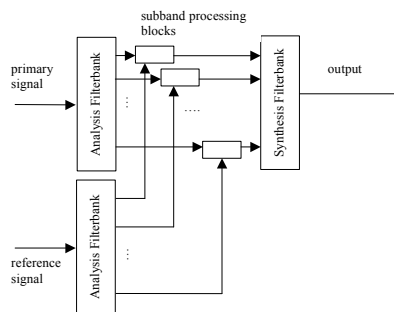 subband processing
blocks
primary
signal
Analysis Filterbank
...
....
Synthesis Filterbank
output
Analysis Filterbank
...
reference
signal